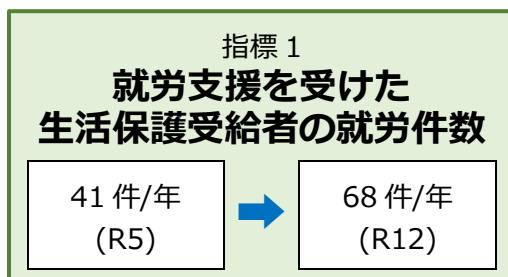 指標 1
就労支援を受けた
生活保護受給者の就労件数
41 件/年
(R5)
68 件/年
(R12)